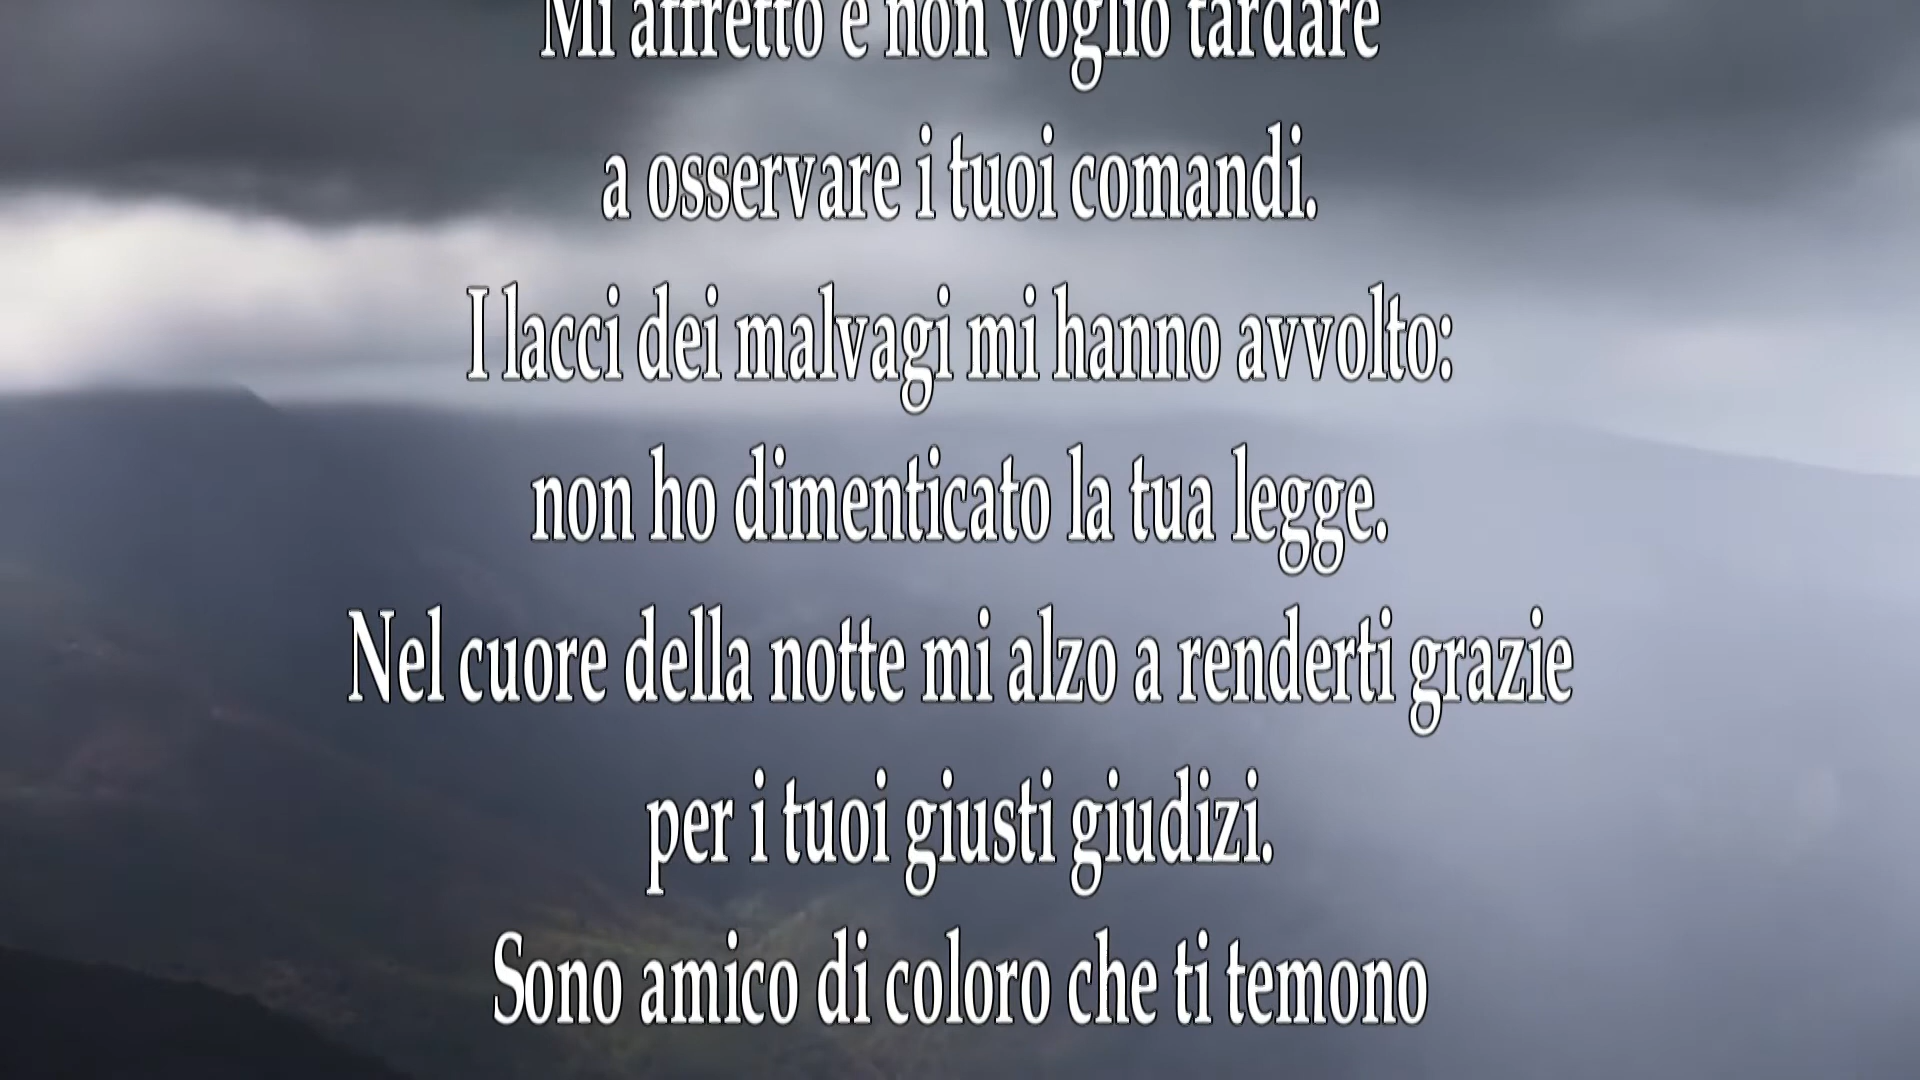 Mi affretto e non voglio tardare
a osservare i tuoi comandi.
I lacci dei malvagi mi hanno avvolto:
non ho dimenticato la tua legge.
Nel cuore della notte mi alzo a renderti grazie
per i tuoi giusti giudizi.
Sono amico di coloro che ti temono